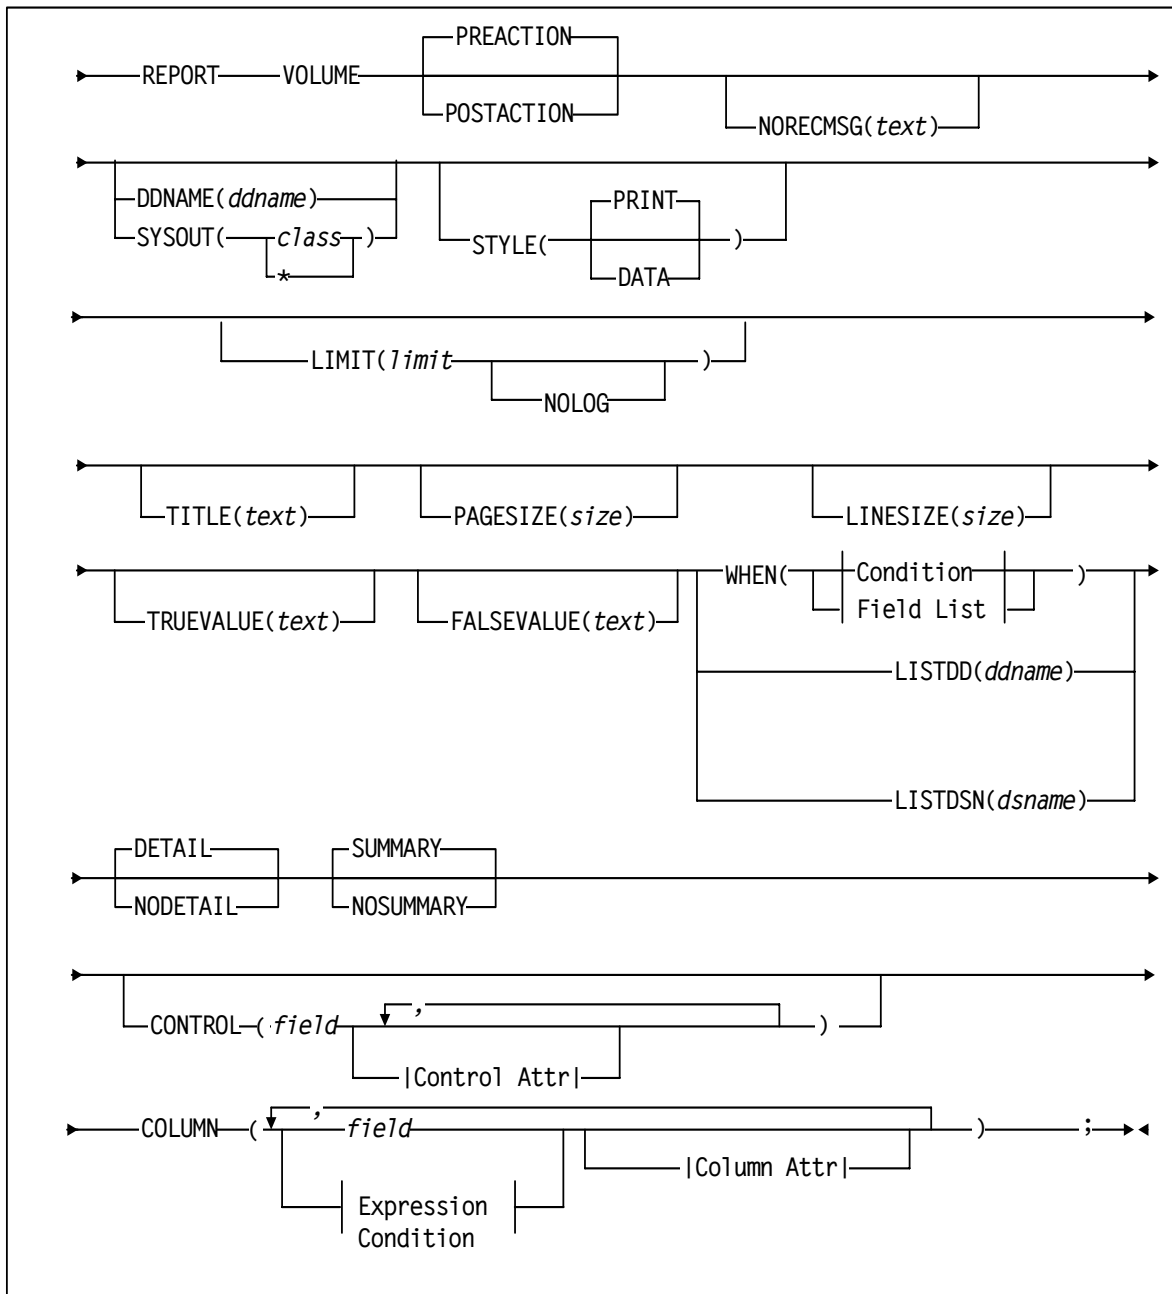 PREACTION
REPORT VOLUME
POSTACTION
NORECMSG(text)
DDNAME(ddname)
SYSOUT( class )
*
PRINT
STYLE( )
DATA
LIMIT(limit )
NOLOG
TITLE(text) PAGESIZE(size) LINESIZE(size)
TRUEVALUE(text) FALSEVALUE(text)
WHEN( Condition )
Field List
LISTDD(ddname)
LISTDSN(dsname)
DETAIL SUMMARY
NODETAIL NOSUMMARY
,
CONTROL ( field )
|Control Attr|
,
COLUMN ( field ) ;
|Column Attr|
Expression
Condition